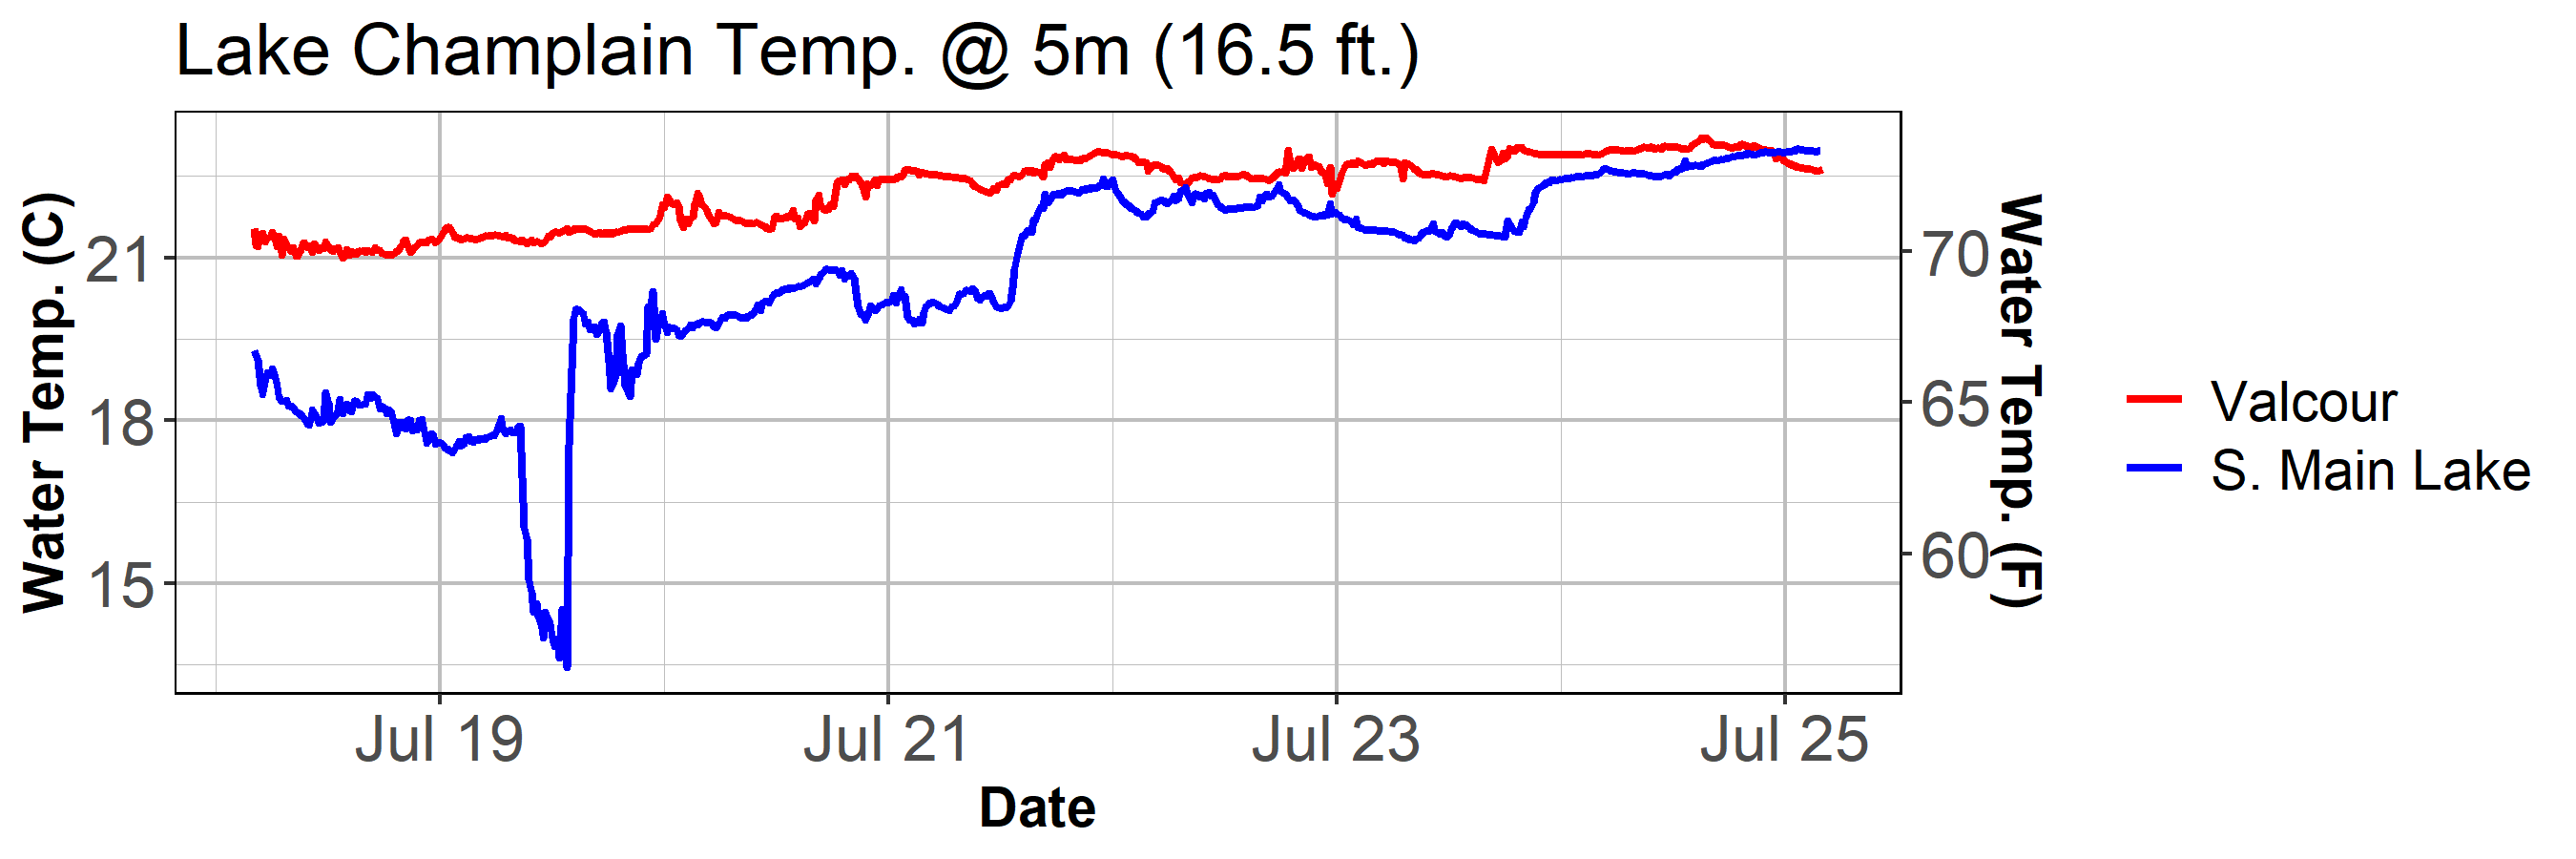 Lake Champlain Temp. @ 5m (16.5 ft.)
Water Temp. (C)
21
18
15
70
65
60
Water Temp. (F)
Jul 19
Jul 21
Jul 23
Jul 25
Date
Valcour
S. Main Lake